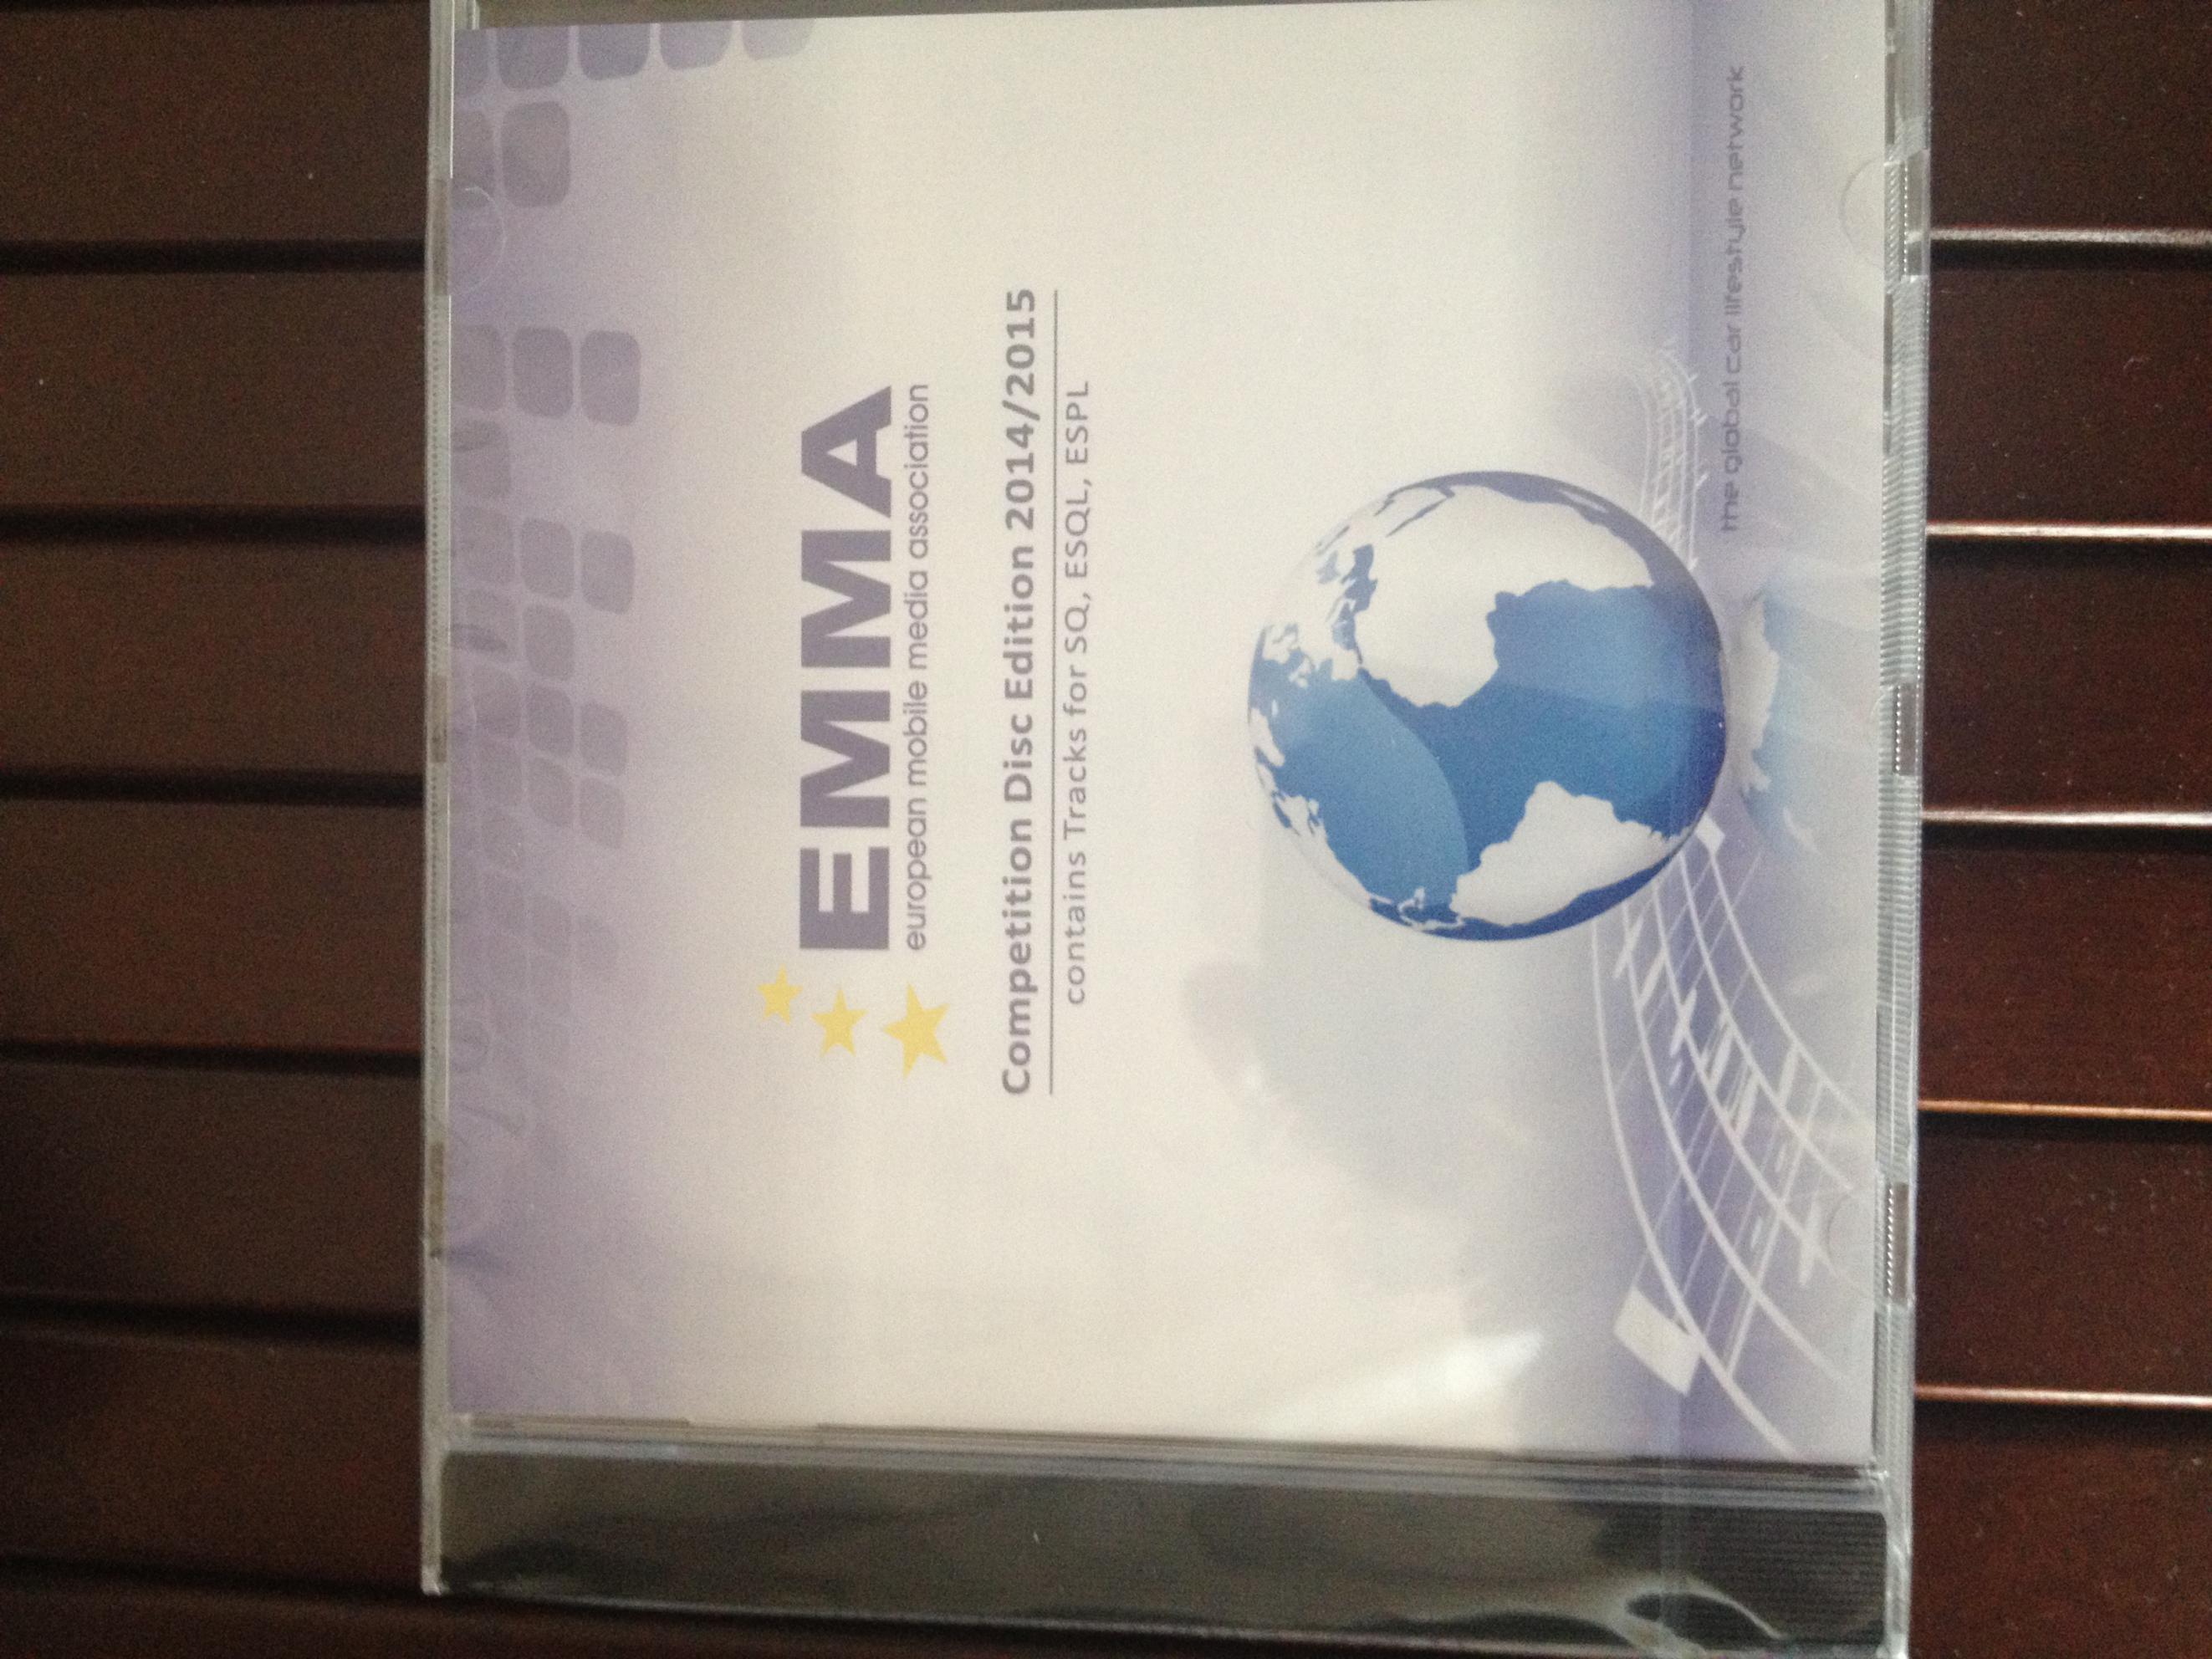 EMMA
european mobile media association
Competition Disc Edition 2014/2015
contains Tracks for SQ, ESQL, ESPL
the global car lifestyle network